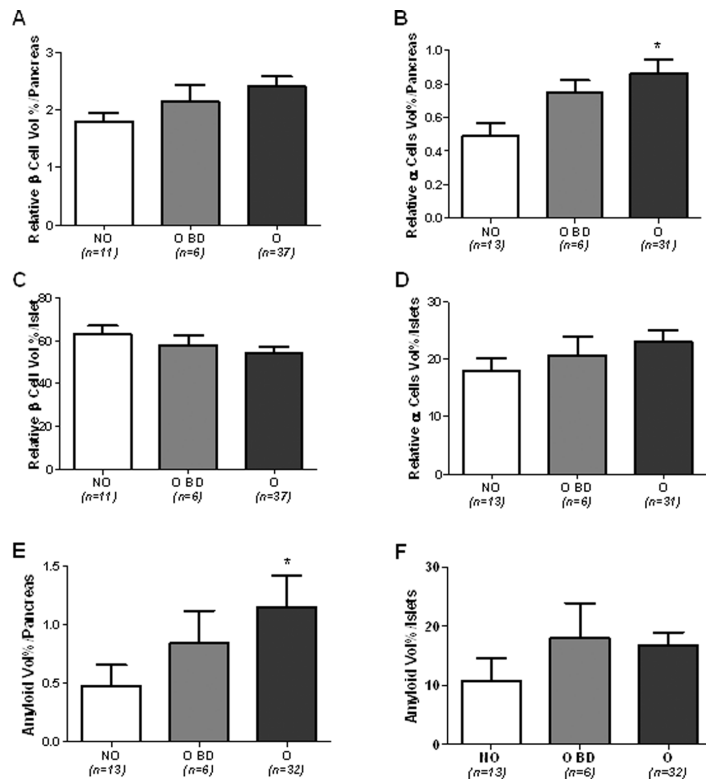 A
Relative β Cell Vol %/Pancreas
3
2
1
0
NO
O BD
O
(n=11)
(n=6)
(n=37)
B
Relative α Cells Vol%/Pancreas
1.0
0.8
0.6
0.4
0.2
0.0
*
NO
O BD
O
(n=13)
(n=6)
(n=31)
C
Relative β Cell Vol%/Islet
80
60
40
20
0
NO
O BD
O
(n=11)
(n=6)
(n=37)
D
Relative α Cells Vol%/Islets
30
20
10
0
NO
O BD
O
(n=13)
(n=6)
(n=31)
E
Amyloid Vol%/Pancreas
1.5
1.0
0.5
0.0
*
NO
O BD
O
(n=13)
(n=6)
(n=32)
F
Amyloid Vol%/Islets
30
20
10
0
NO
O BD
O
(n=13)
(n=6)
(n=32)